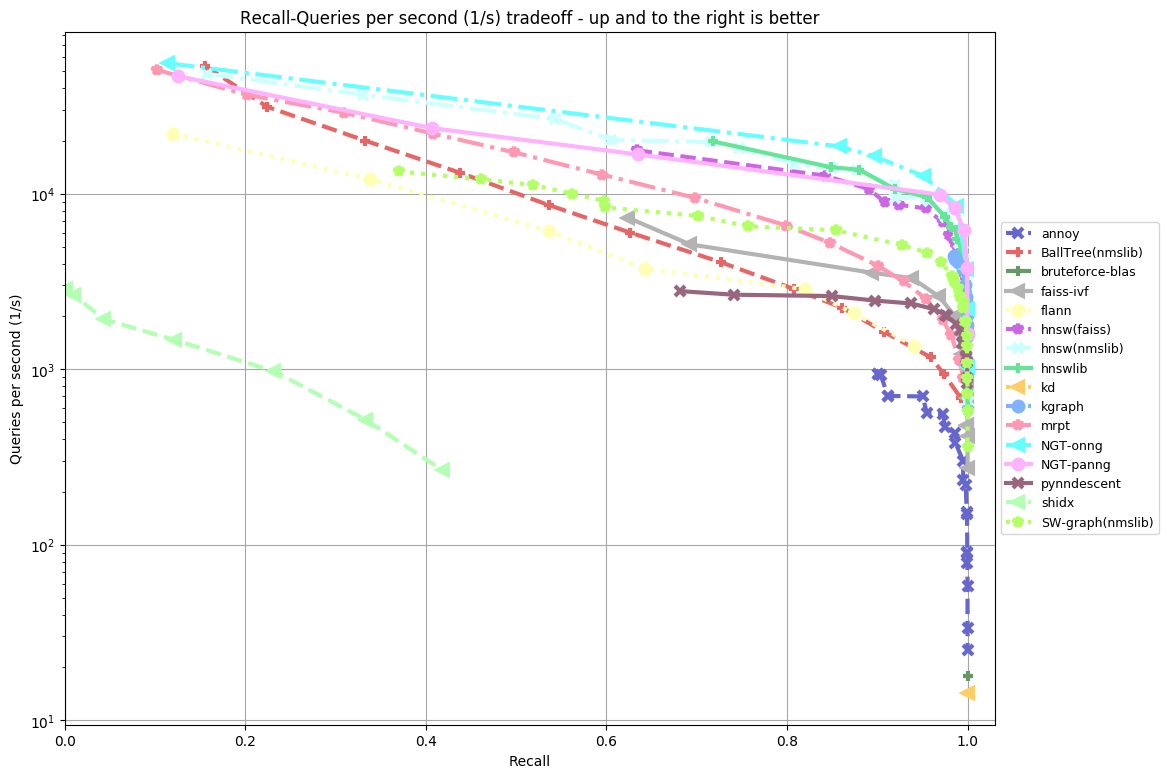 Recall-Queries per second (1/s) tradeoff - up and to the right is better
Queries per second (1/s)
10^4
10^3
10^2
10^1
0.0 0.2 0.4 0.6 0.8 1.0
Recall
annoy
BallTree(nmslib)
bruteforce-blas
faiss-ivf
flann
hnsw(faiss)
hnsw(nmslib)
hnswlib
kd
kgraph
mrpt
NGT-onng
NGT-panng
pynndescent
shidx
SW-graph(nmslib)